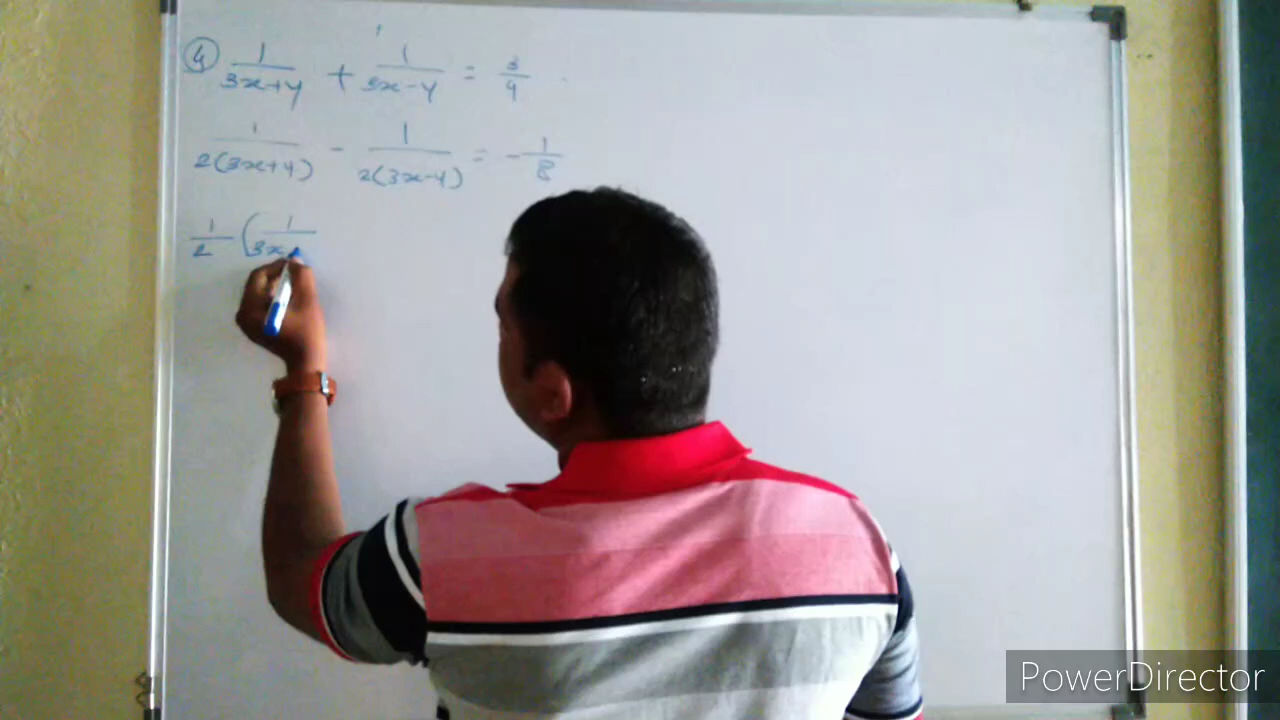 ④ 1/(3x+y) + 1/(3x-y) = 3/4
1/(2(3x+y)) - 1/(2(3x-y)) = -1/8
1/2 (1/(3x
PowerDirector